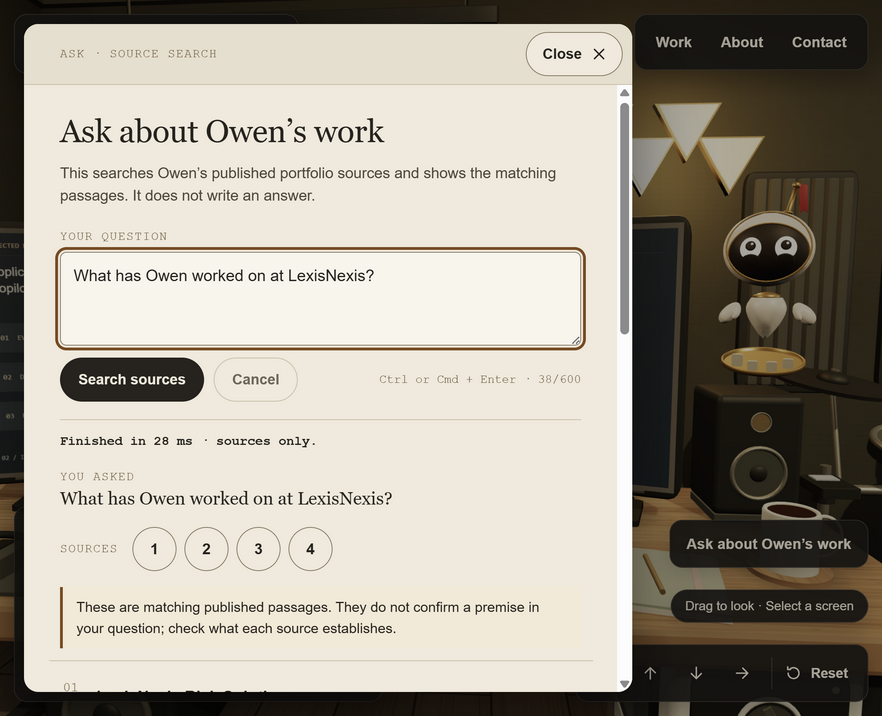 ASK · SOURCE SEARCH
Close
Work
About
Contact
Ask about Owen’s work
This searches Owen’s published portfolio sources and shows the matching
passages. It does not write an answer.
YOUR QUESTION
What has Owen worked on at LexisNexis?
Search sources
Cancel
Ctrl or Cmd + Enter · 38/600
Finished in 28 ms · sources only.
YOU ASKED
What has Owen worked on at LexisNexis?
SOURCES
1
2
3
4
These are matching published passages. They do not confirm a premise in
your question; check what each source establishes.
01
Ask about Owen’s work
Drag to look · Select a screen
Reset